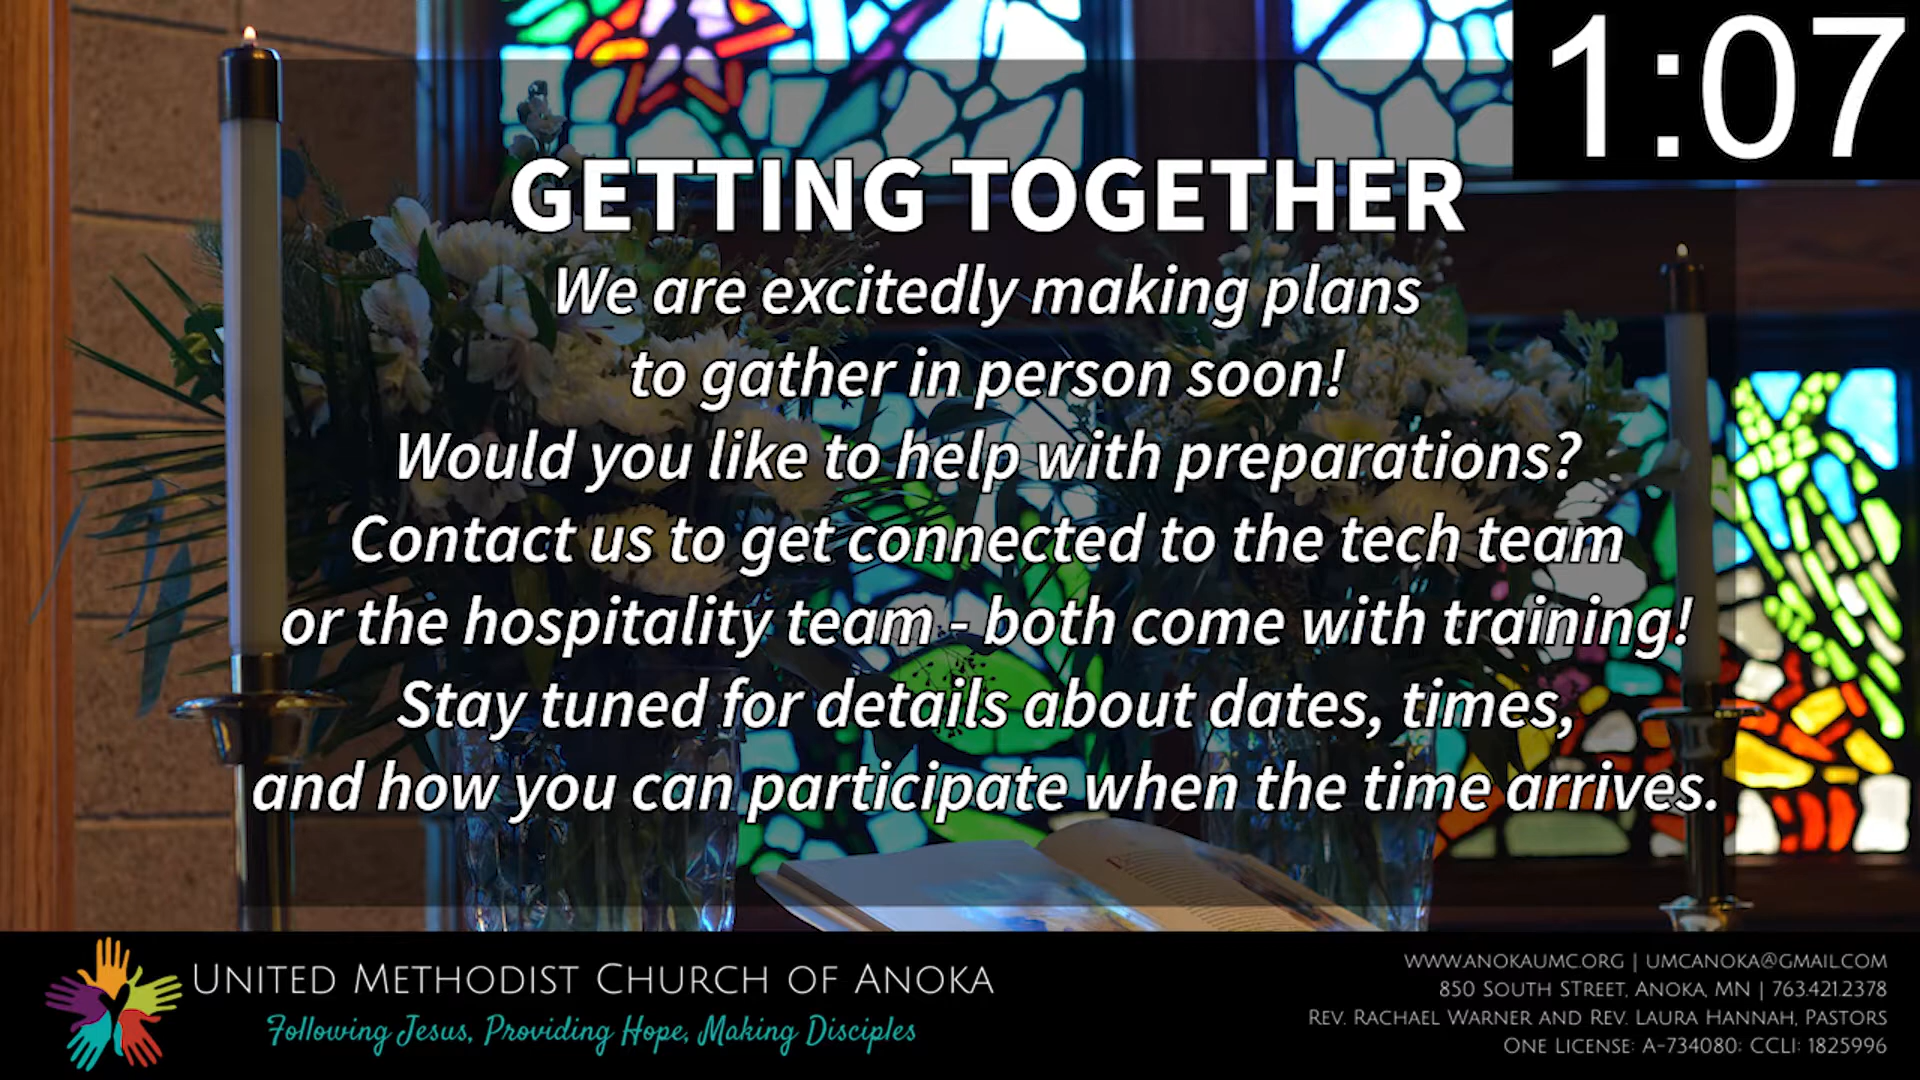 1:07
GETTING TOGETHER
We are excitedly making plans
to gather in person soon!
Would you like to help with preparations?
Contact us to get connected to the tech team
or the hospitality team - both come with training!
Stay tuned for details about dates, times,
and how you can participate when the time arrives.
UNITED METHODIST CHURCH OF ANOKA
Following Jesus, Providing Hope, Making Disciples
WWW.ANOKAUMC.ORG | UMCANOKA@GMAIL.COM
850 SOUTH STREET, ANOKA, MN | 763.421.2378
REV. RACHAEL WARNER AND REV. LAURA HANNAH, PASTORS
ONE LICENSE: A-734080; CCLI: 1825996